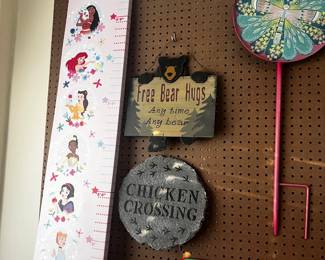 Free Bear Hugs
Any time
Any bear
CHICKEN
CROSSING